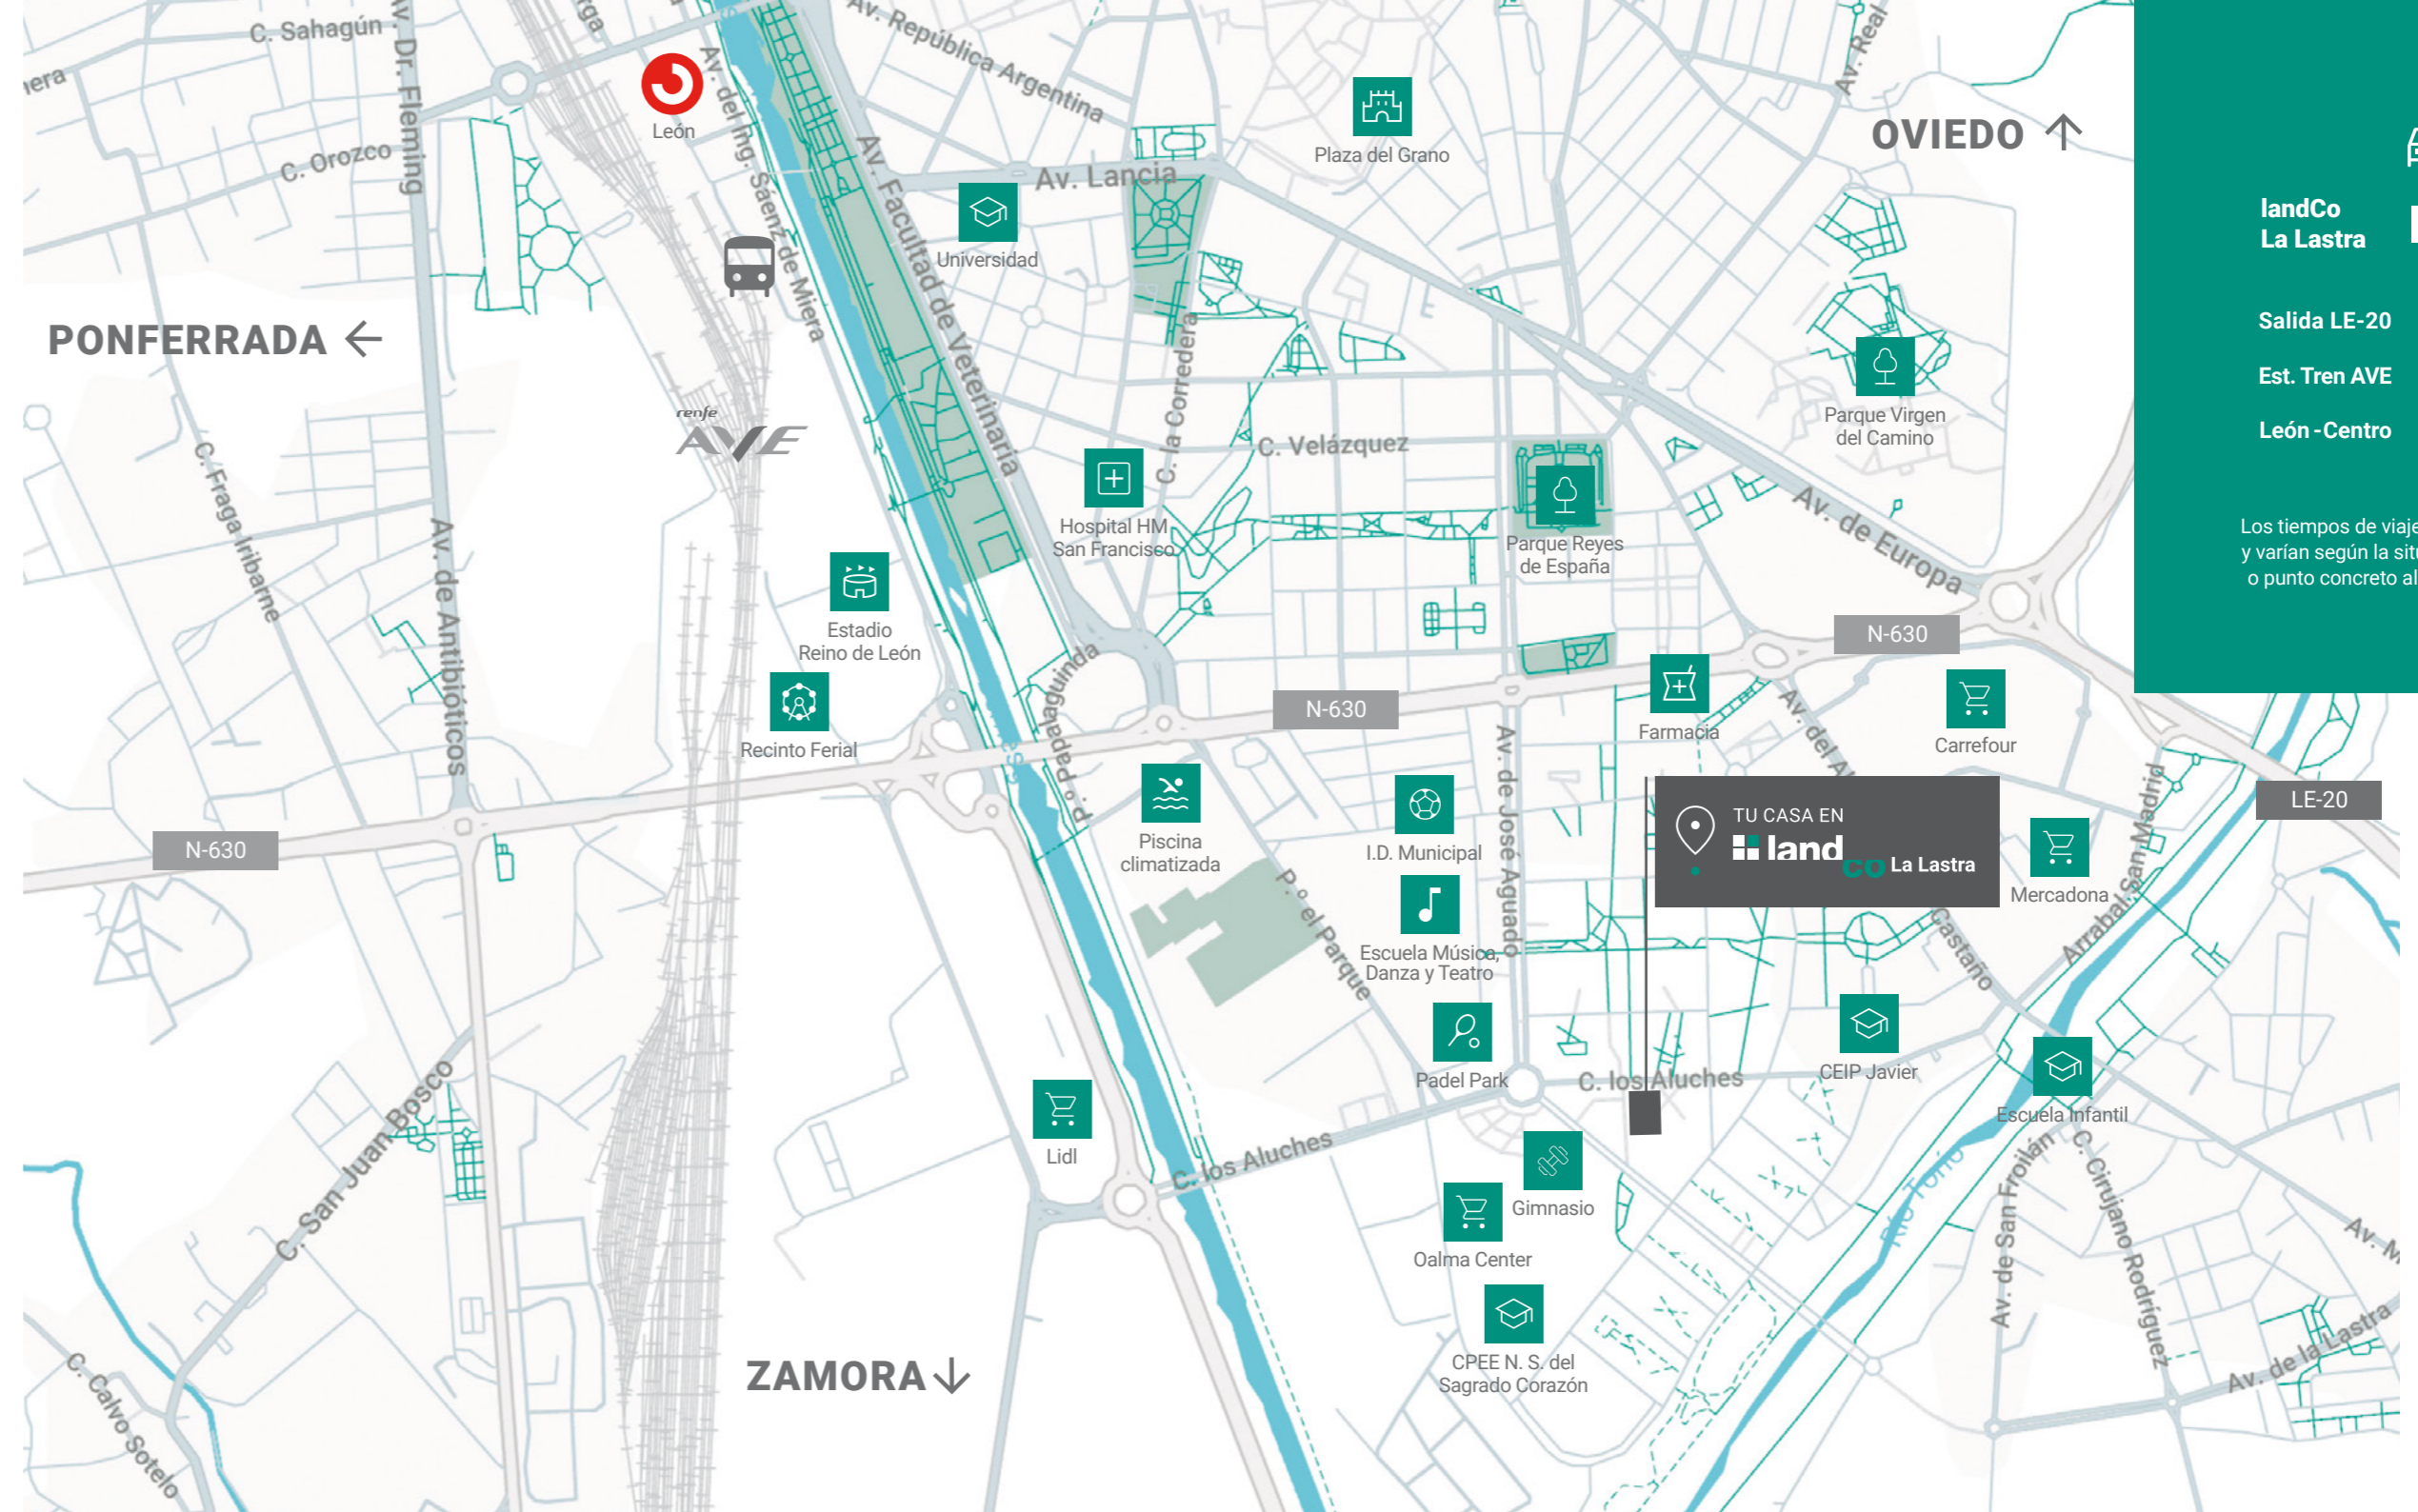 C. Sahagún
Av. Dr. Fleming
C. Orozco
León
Av. del Ing. Sáenz de Miera
Av. República Argentina
Av. Facultad de Veterinaria
Av. Lancia
Universidad
Plaza del Grano
Av. Real
OVIEDO ↑
PONFERRADA ←
renfe
AVE
C. Fraga Iribarne
Av. de Antibióticos
C. la Corredera
C. Velázquez
Hospital HM
San Francisco
Parque Reyes
de España
Parque Virgen
del Camino
Av. de Europa
Estadio
Reino de León
Recinto Ferial
P.º Papalaguinda
N-630
N-630
N-630
Farmacia
Carrefour
Av. de José Aguado
Piscina
climatizada
I.D. Municipal
Escuela Música,
Danza y Teatro
P.º el Parque
Padel Park
TU CASA EN
land
co La Lastra
Mercadona
Castaño
Arrabal San Madrid
LE-20
CEIP Javier
Escuela Infantil
C. los Aluches
C. los Aluches
Lidl
Gimnasio
Oalma Center
CPEE N. S. del
Sagrado Corazón
Río Torío
Av. de San Froilán
C. Cirujano Rodríguez
Av. de la Lastra
C. San Juan Bosco
C. Calvo Sotelo
ZAMORA ↓
landCo
La Lastra
Salida LE-20
Est. Tren AVE
León - Centro
Los tiempos de viaje
y varían según la
o punto concreto